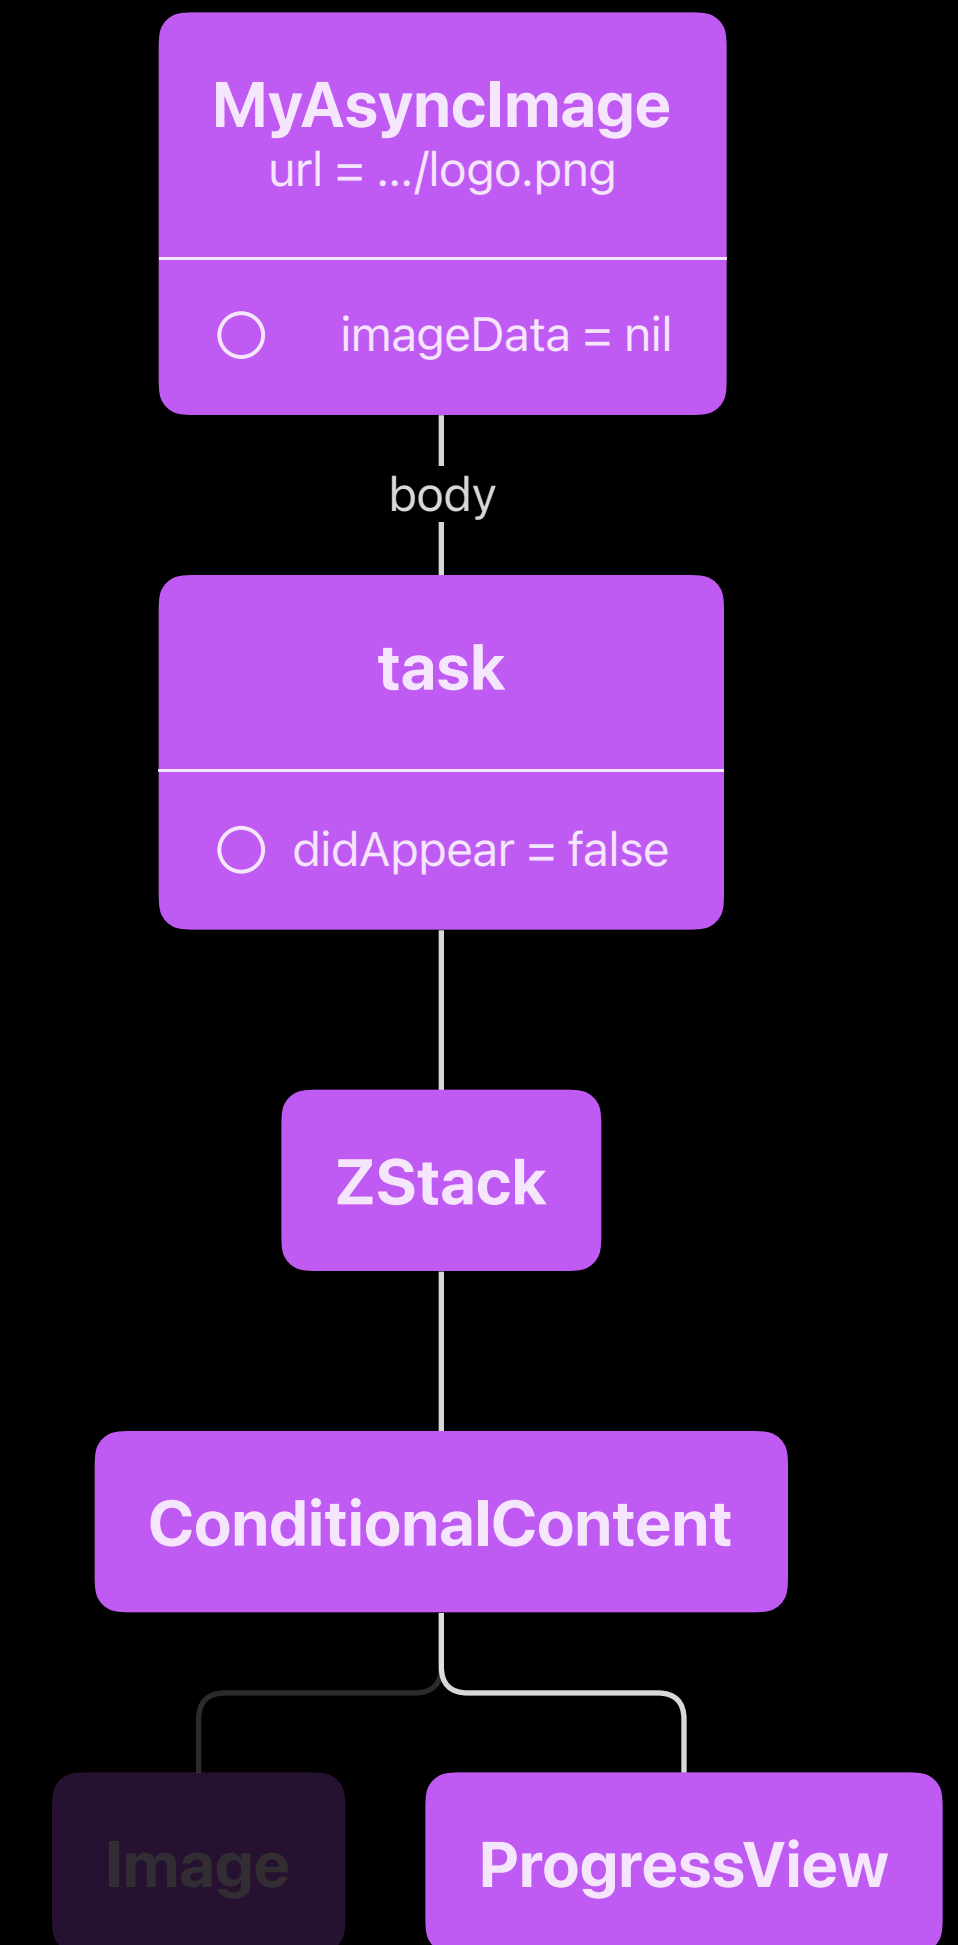 MyAsyncImage
url = .../logo.png
imageData = nil
body
task
didAppear = false
ZStack
ConditionalContent
Image
ProgressView